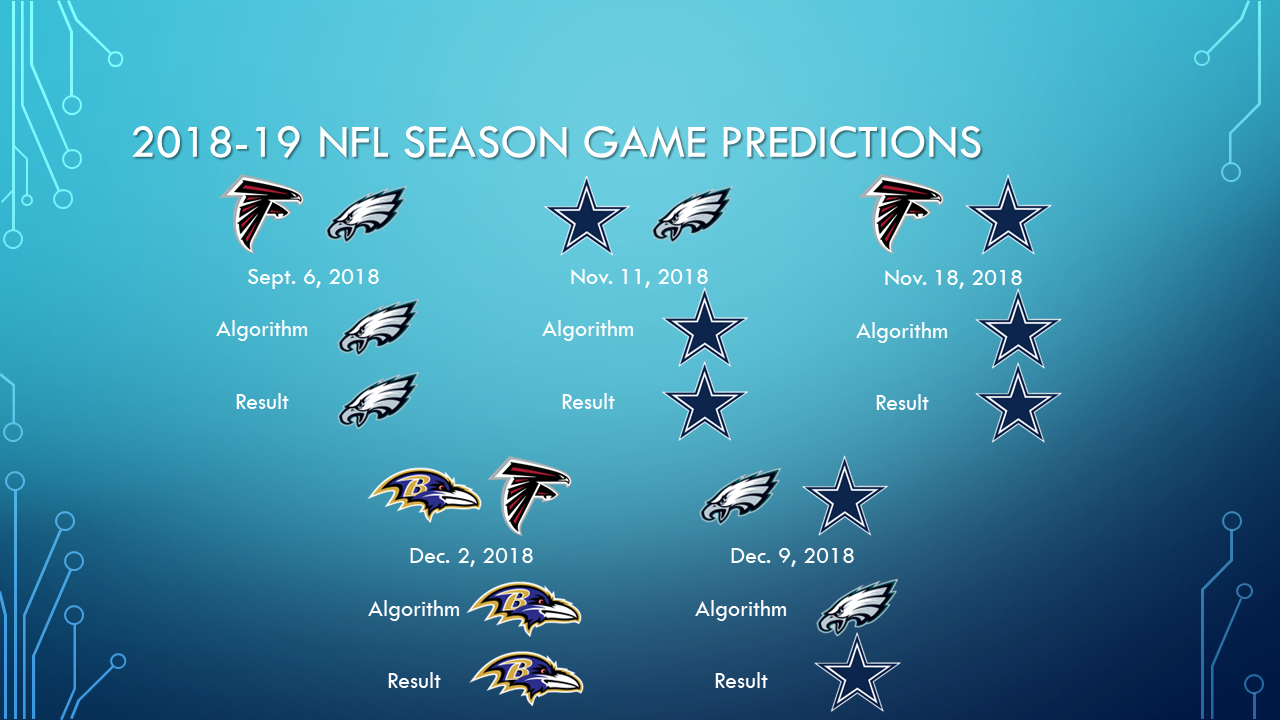 2018-19 NFL SEASON GAME PREDICTIONS
Sept. 6, 2018
Nov. 11, 2018
Nov. 18, 2018
Algorithm
Algorithm
Algorithm
Result
Result
Result
B
Dec. 2, 2018
Dec. 9, 2018
Algorithm
B
Algorithm
Result
B
Result